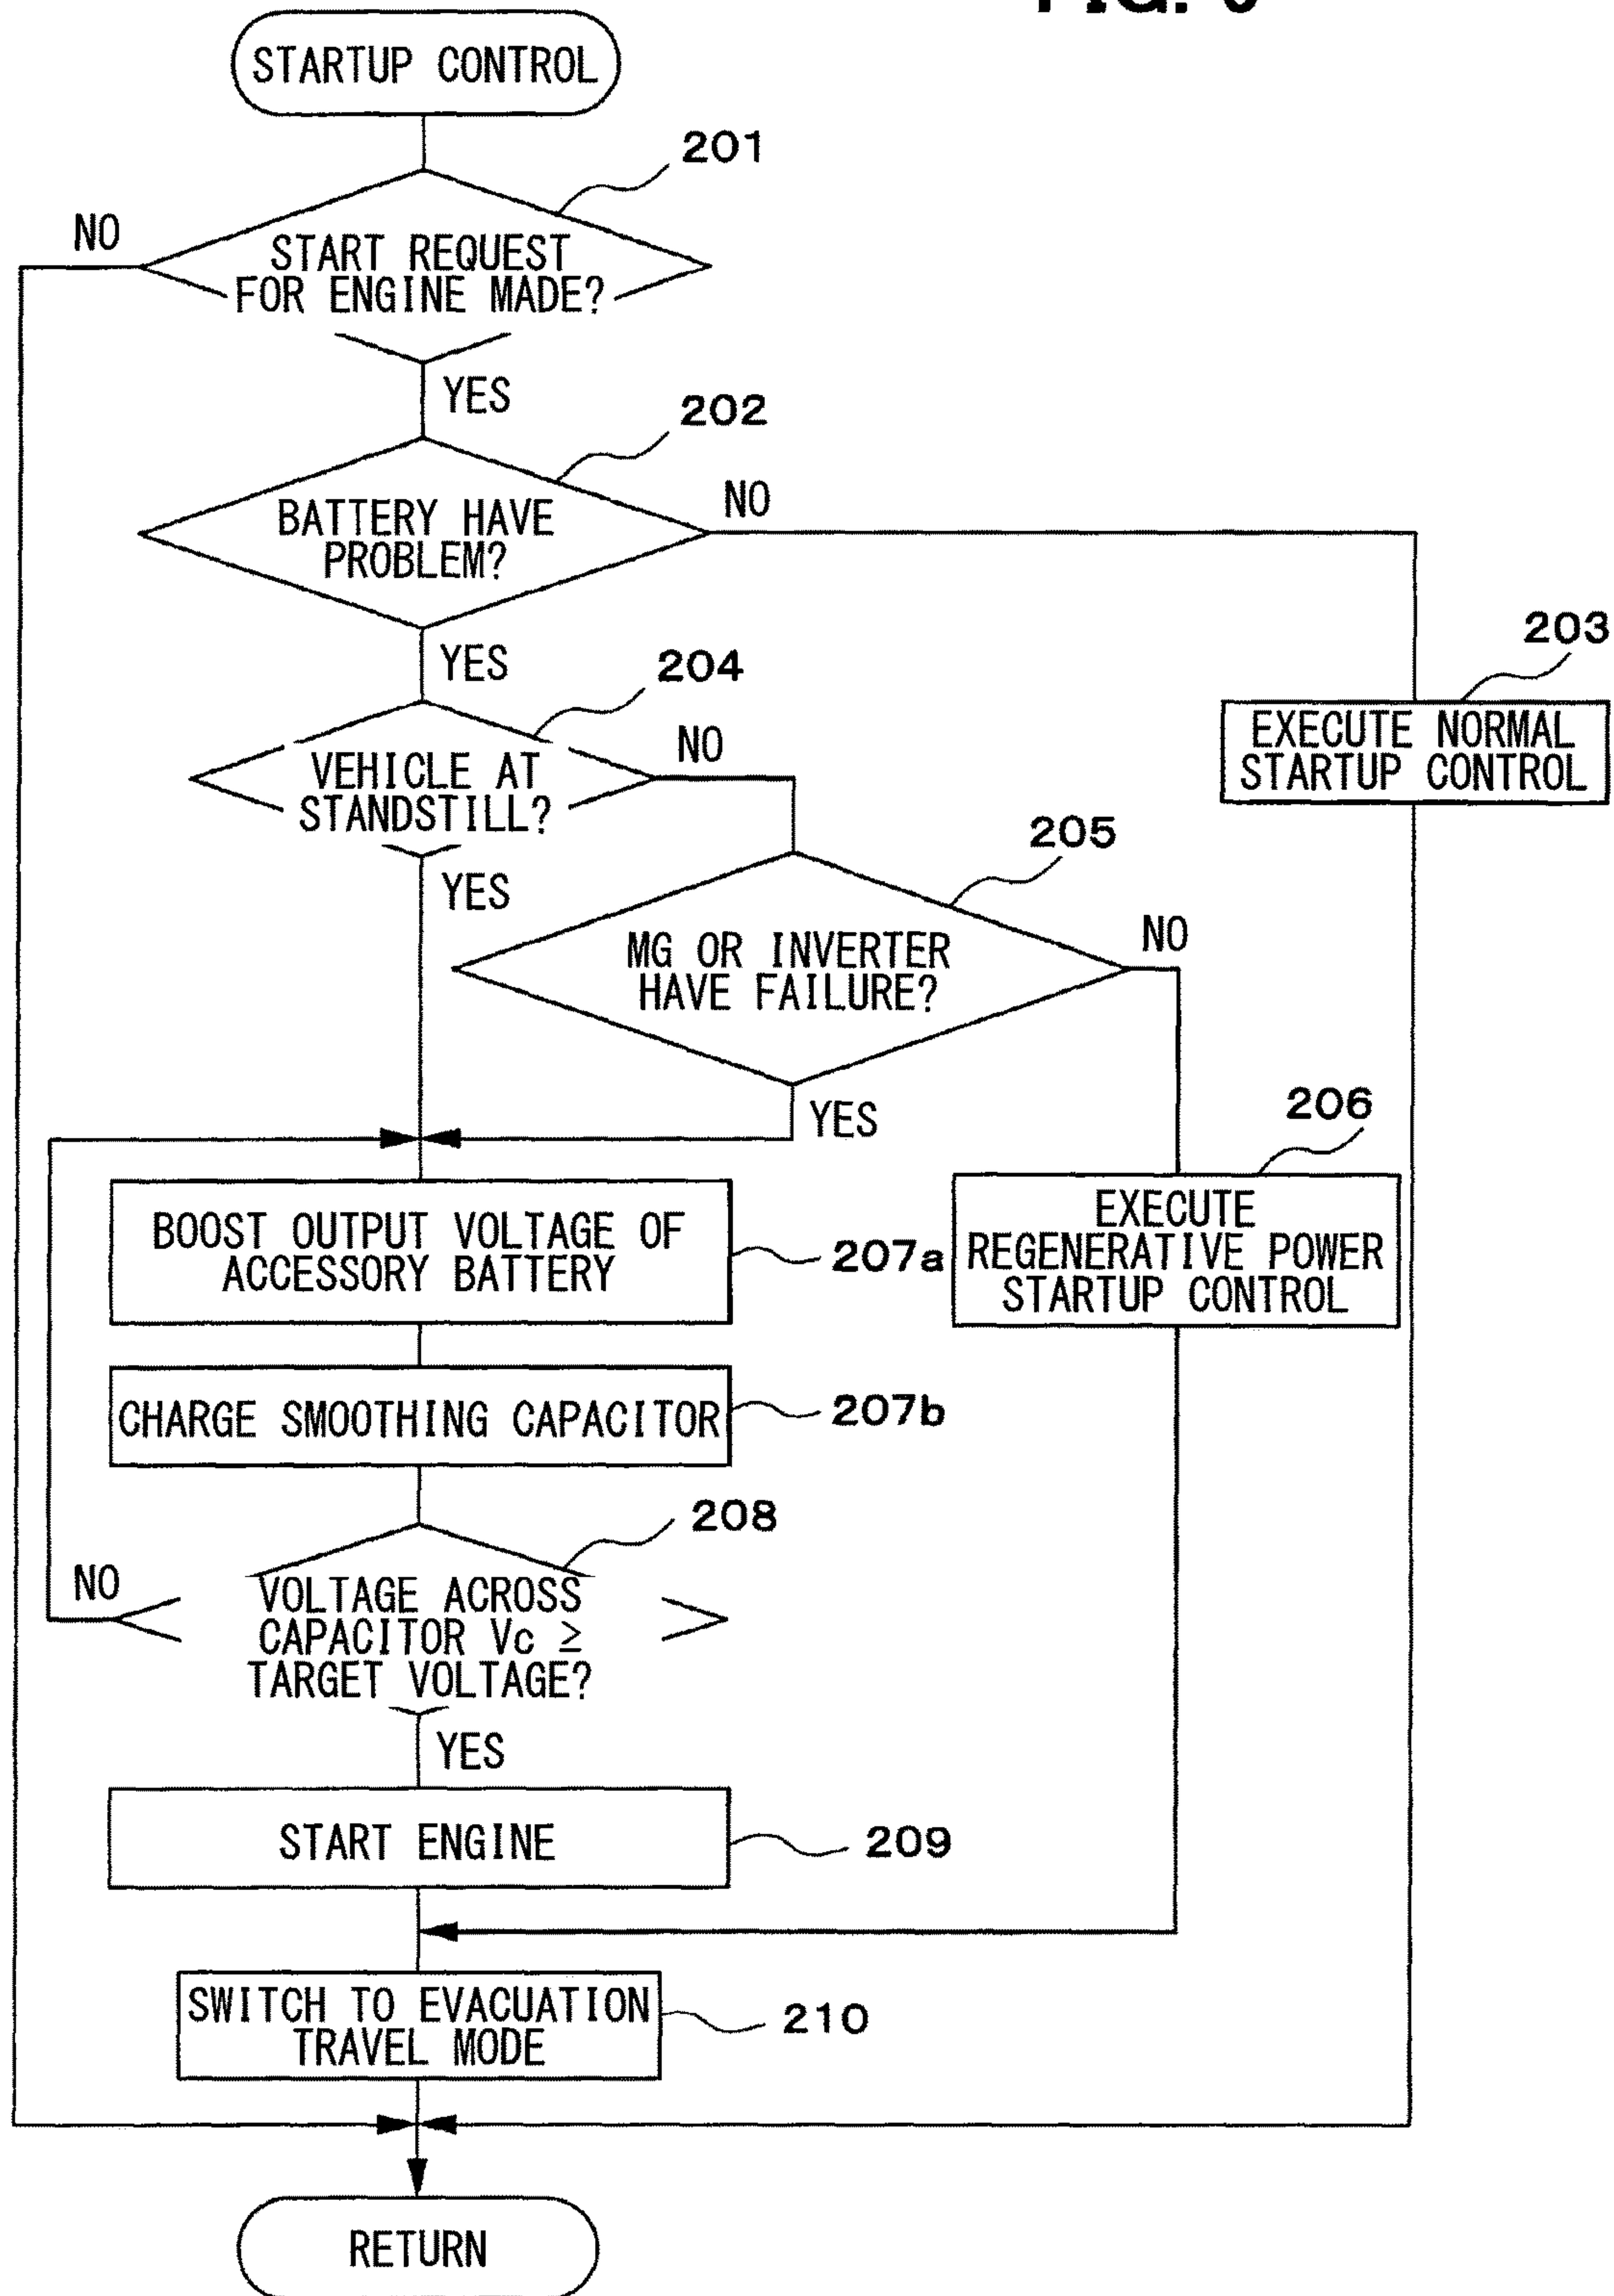 STARTUP CONTROL
201
NO
START REQUEST
FOR ENGINE MADE?
YES
202
NO
BATTERY HAVE
PROBLEM?
YES
203
204
NO
EXECUTE NORMAL
STARTUP CONTROL
VEHICLE AT
STANDSTILL?
205
YES
NO
MG OR INVERTER
HAVE FAILURE?
YES
206
BOOST OUTPUT VOLTAGE OF
ACCESSORY BATTERY
207a
EXECUTE
REGENERATIVE POWER
STARTUP CONTROL
CHARGE SMOOTHING CAPACITOR
207b
208
NO
VOLTAGE ACROSS
CAPACITOR Vc ≥
TARGET VOLTAGE?
YES
START ENGINE
209
SWITCH TO EVACUATION
TRAVEL MODE
210
RETURN